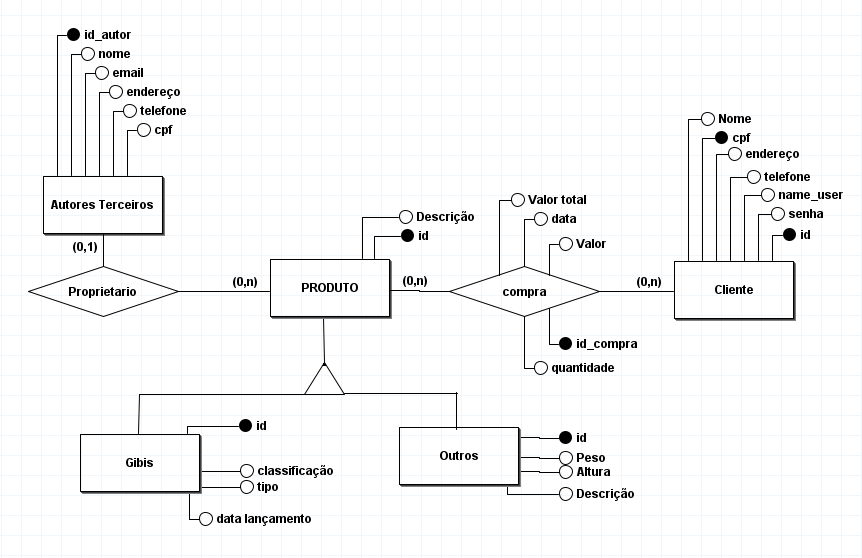 id_autor
nome
email
endereço
telefone
cpf
Autores Terceiros
(0,1)
Proprietario
(0,n)
Descrição
id
PRODUTO
(0,n)
Valor total
data
Valor
compra
id_compra
quantidade
(0,n)
Nome
cpf
endereço
telefone
name_user
senha
id
Cliente
id
Gibis
classificação
tipo
data lançamento
Outros
id
Peso
Altura
Descrição